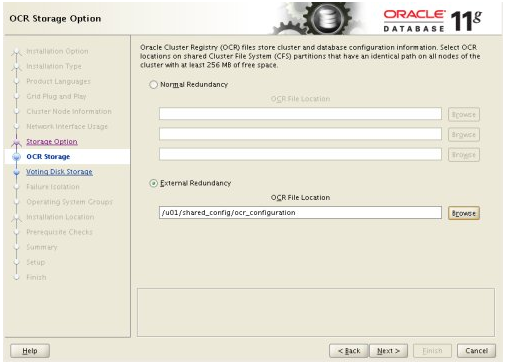 OCR Storage Option
ORACLE
DATABASE
11g
Installation Option
Installation Type
Product Languages
Grid Plug and Play
Cluster Node Information
Network Interface Usage
Storage Option
OCR Storage
Voting Disk Storage
Failure Isolation
Operating System Groups
Installation Location
Prerequisite Checks
Summary
Setup
Finish
Oracle Cluster Registry (OCR) files store cluster and database configuration information. Select OCR
locations on shared Cluster File System (CFS) partitions that have an identical path on all nodes of the
cluster with at least 256 MB of free space.
Normal Redundancy
OCR File Location
Browse
Browse
Browse
External Redundancy
OCR File Location
/u01/shared_config/ocr_configuration
Browse
Help
< Back
Next >
Finish
Cancel